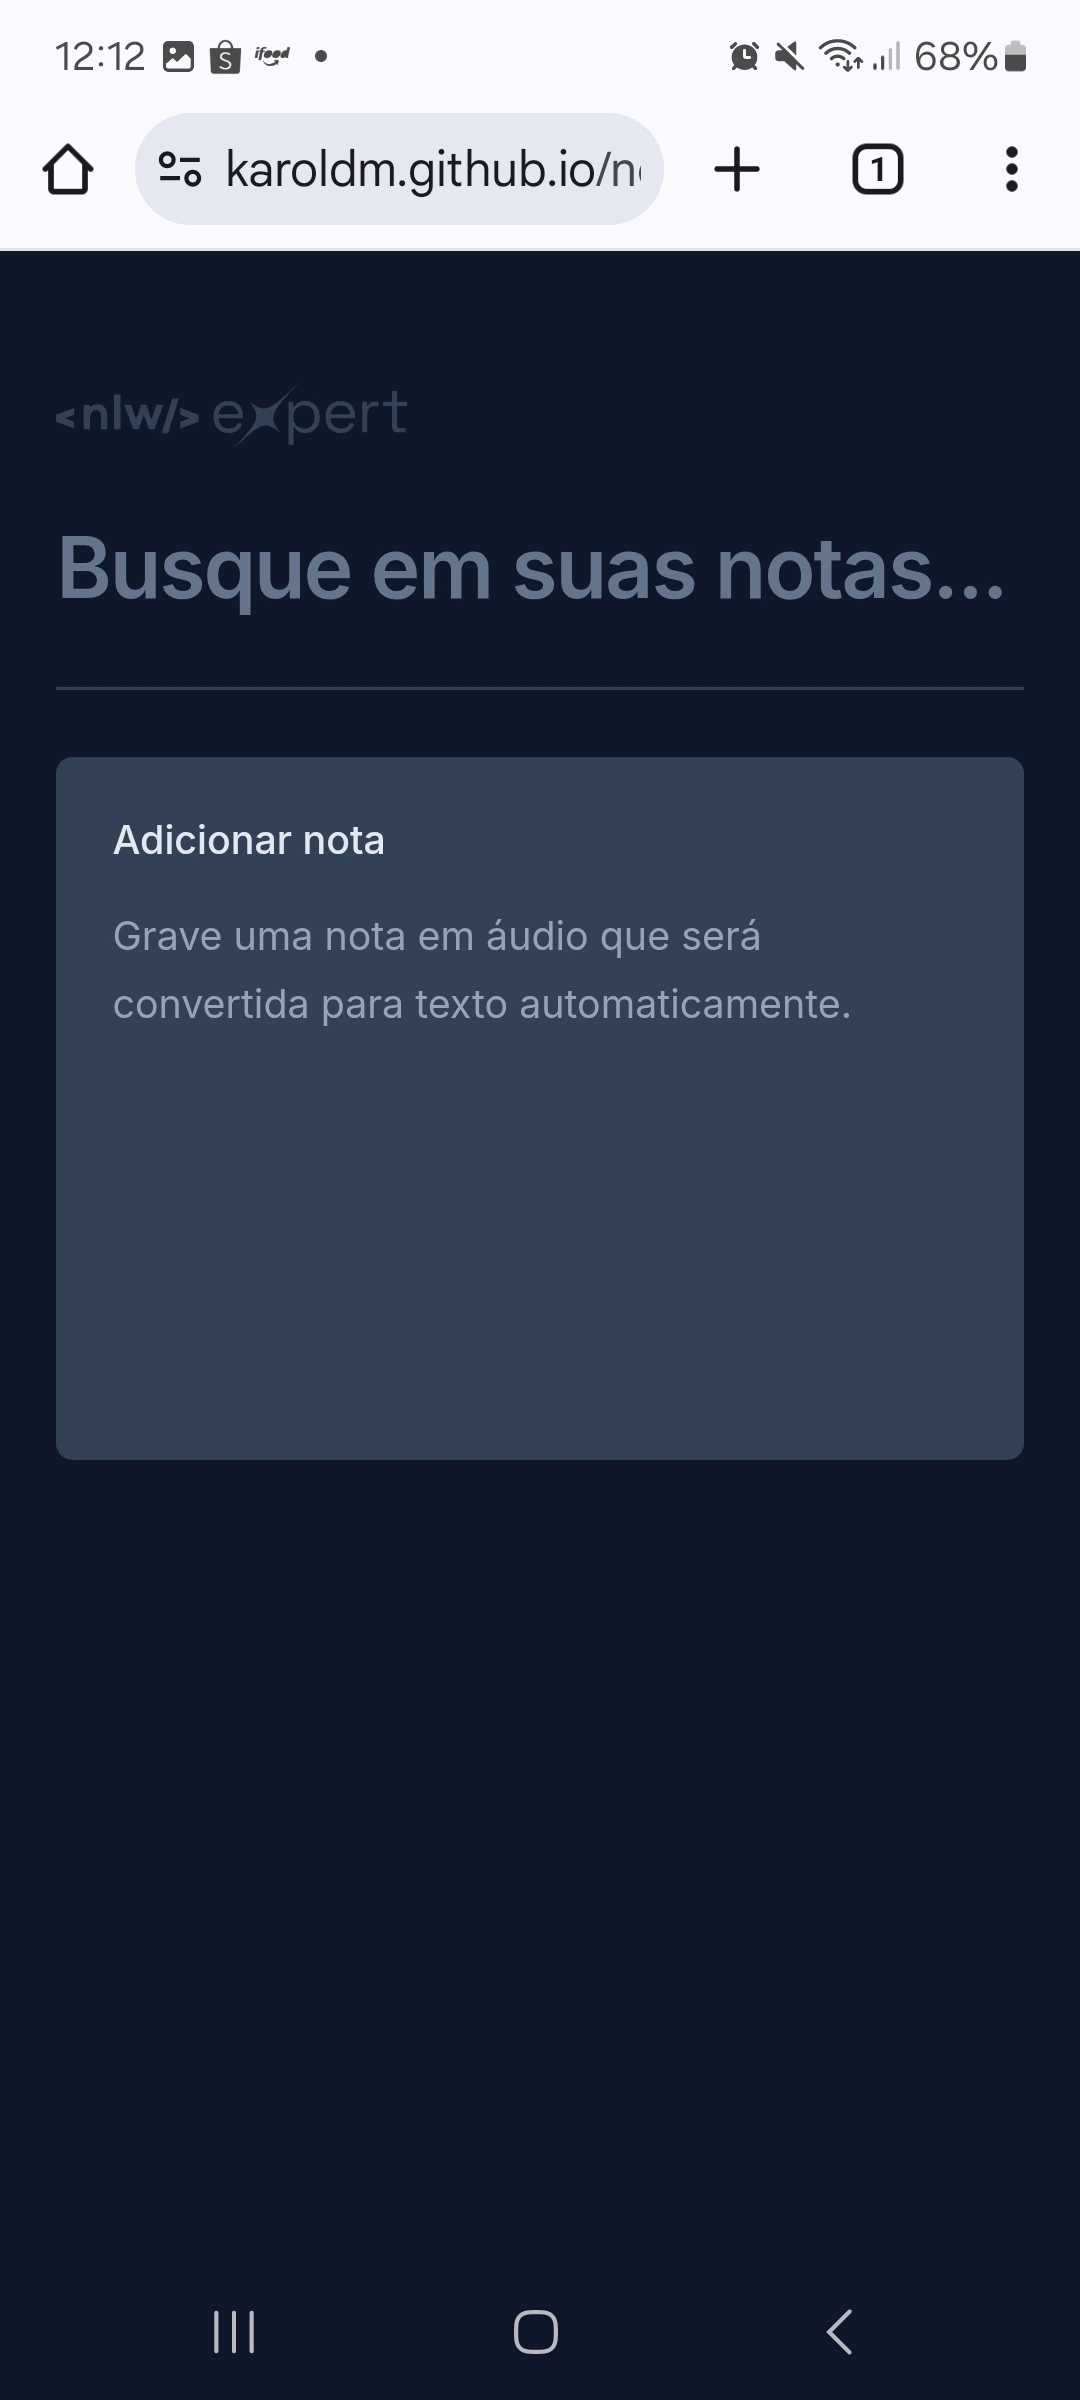 12:12 S ifood 68%
karoldm.github.io/n
1
<nlw/> expert
Busque em suas notas...
Adicionar nota
Grave uma nota em áudio que será
convertida para texto automaticamente.